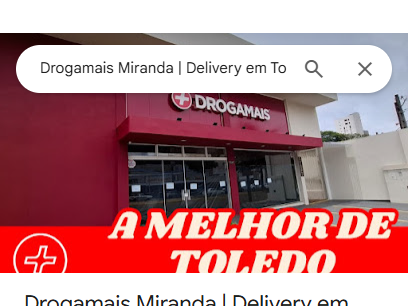 Drogamais Miranda | Delivery em To
DROGAMAIS
A MELHOR DE
TOLEDO
Drogamais Miranda | Delivery em